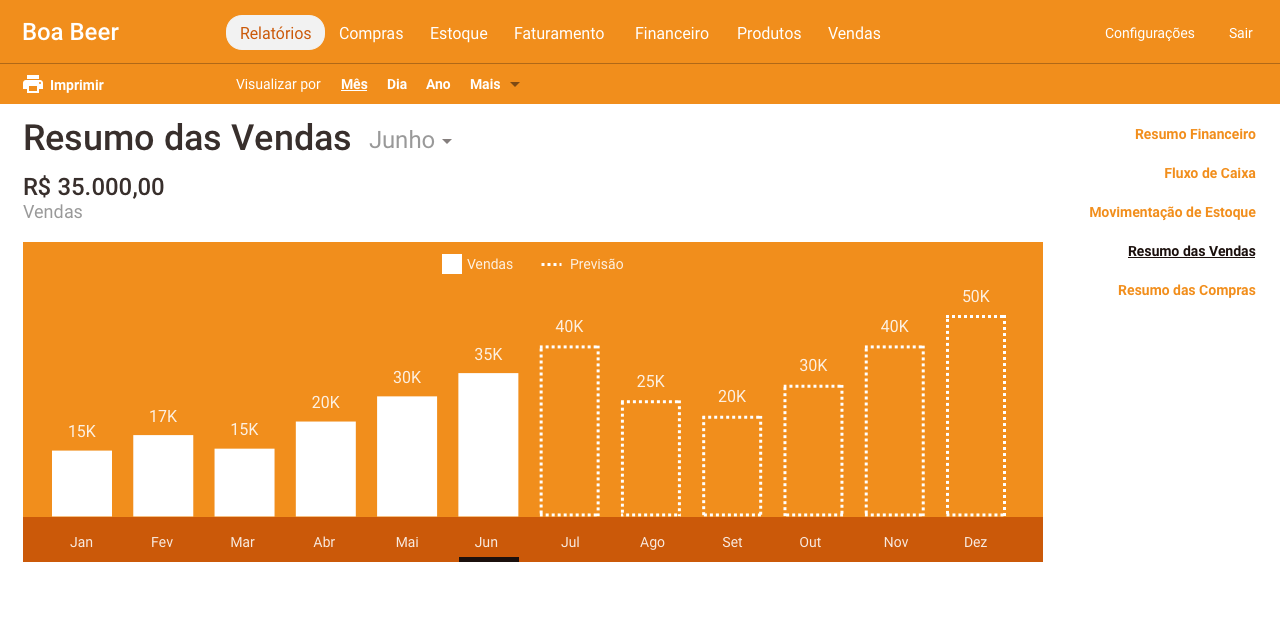 Boa Beer Relatórios Compras Estoque Faturamento Financeiro Produtos Vendas Configurações Sair
Imprimir Visualizar por Mês Dia Ano Mais
Resumo das Vendas Junho
R$ 35.000,00
Vendas
Resumo Financeiro
Fluxo de Caixa
Movimentação de Estoque
Resumo das Vendas
Resumo das Compras
Vendas Previsão
15K 17K 15K 20K 30K 35K 40K 25K 20K 30K 40K 50K
Jan Fev Mar Abr Mai Jun Jul Ago Set Out Nov Dez